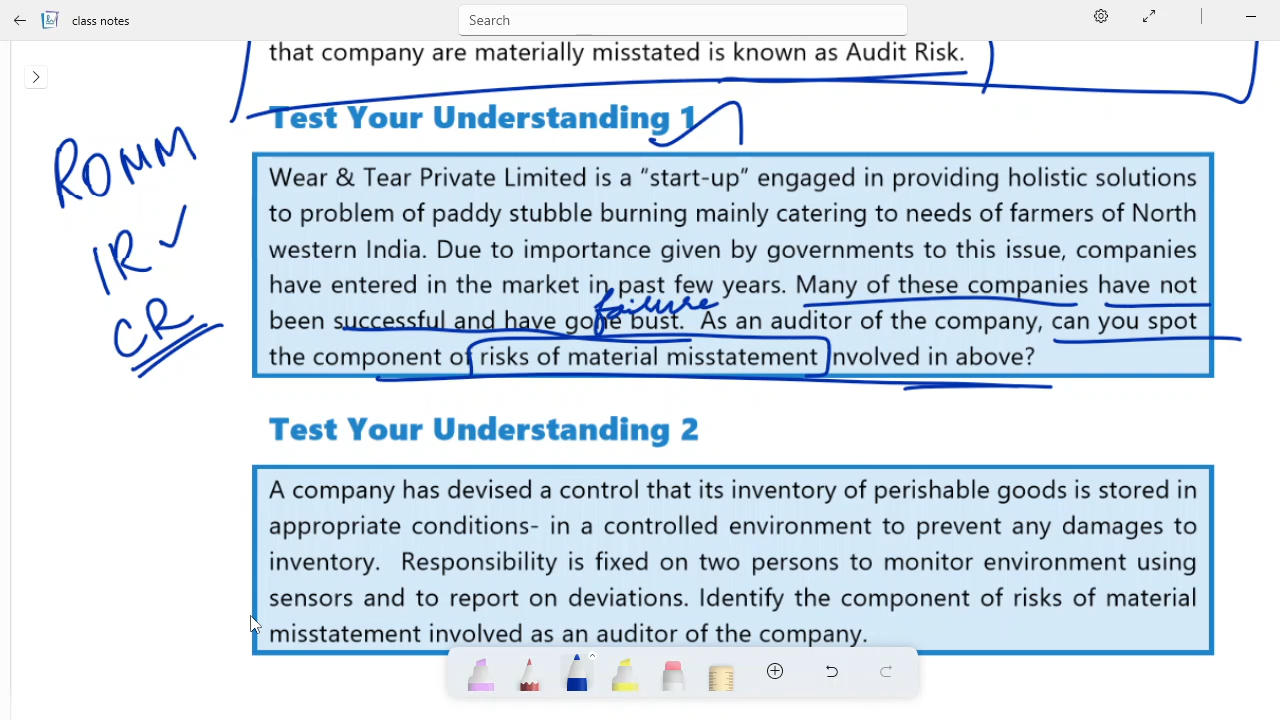 class notes
Search
that company are materially misstated is known as Audit Risk.
Test Your Understanding 1
ROMM
IR ✓
CR
Wear & Tear Private Limited is a “start-up” engaged in providing holistic solutions
to problem of paddy stubble burning mainly catering to needs of farmers of North
western India. Due to importance given by governments to this issue, companies
have entered in the market in past few years. Many of these companies have not
failure
been successful and have gone bust. As an auditor of the company, can you spot
the component of risks of material misstatement involved in above?
Test Your Understanding 2
A company has devised a control that its inventory of perishable goods is stored in
appropriate conditions- in a controlled environment to prevent any damages to
inventory. Responsibility is fixed on two persons to monitor environment using
sensors and to report on deviations. Identify the component of risks of material
misstatement involved as an auditor of the company.